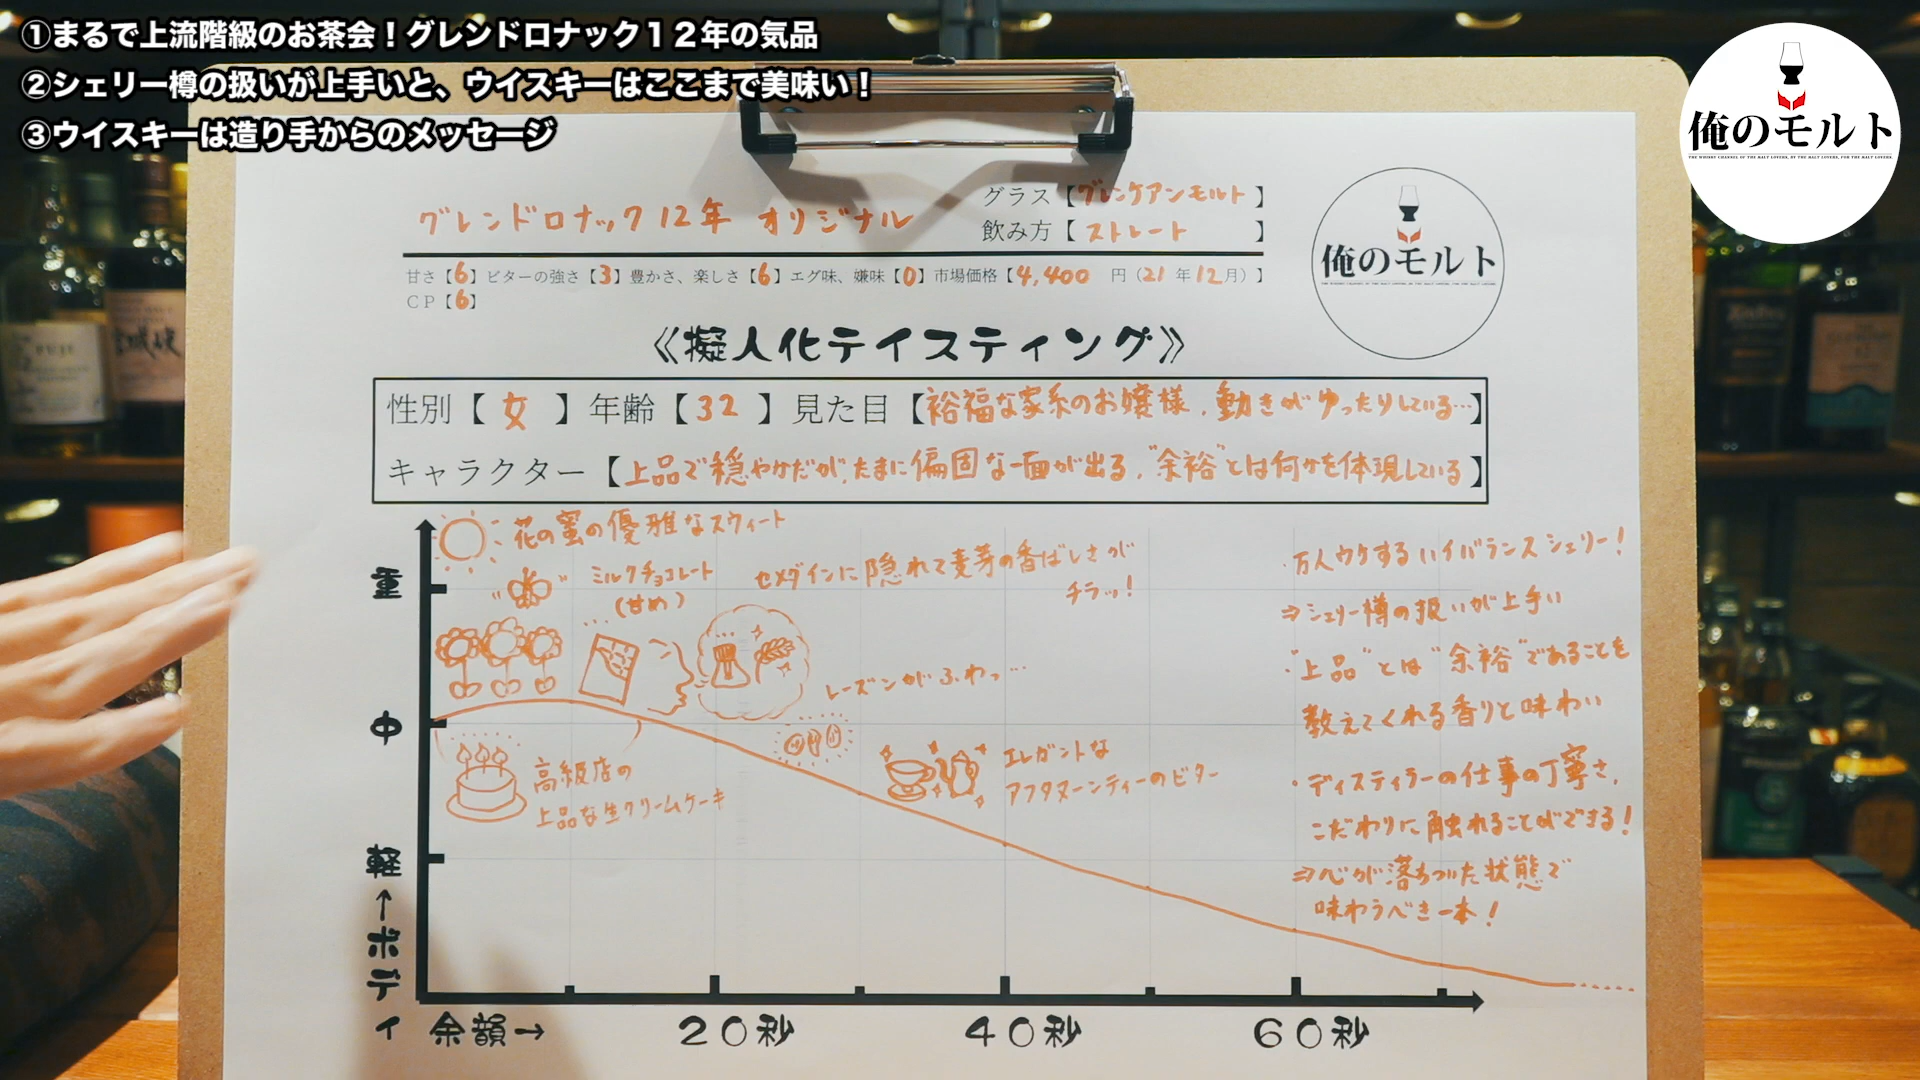 ①まるで上流階級のお茶会！グレンドロナック１２年の気品
②シェリー樽の扱いが上手いと、ウイスキーはここまで美味い！
③ウイスキーは造り手からのメッセージ
俺のモルト
グレンドロナック 12年 オリジナル
グラス【グレンケアンモルト】
飲み方【ストレート】
俺のモルト
甘さ【6】ビターの強さ【3】豊かさ、楽しさ【6】エグ味、嫌味【0】市場価格【4,400 円（21 年 12 月）】
ＣＰ【6】
《擬人化テイスティング》
性別【女】年齢【32】見た目【裕福な家系のお嬢様、動きがゆったりしている…】
キャラクター【上品で穏やかだが、たまに偏固な一面が出る、"余裕"とは何かを体現している】
花の蜜の優雅なスウィート
ミルクチョコレート
（甘め）
セメダインに隠れて麦芽の香ばしさが
チラッ！
レーズンがふわっ…
高級店の
上品な生クリームケーキ
エレガントな
アフタヌーンティーのビター
・万人ウケするハイバランスシェリー！
⇒シェリー樽の扱いが上手い
・"上品"とは"余裕"であることを
教えてくれる香りと味わい
・ディスティラーの仕事の丁寧さ、
こだわりに触れることができる！
⇒心が落ちついた状態で
味わうべき一本！
重
中
軽
↑
ボディ
余韻→
２０秒
４０秒
６０秒